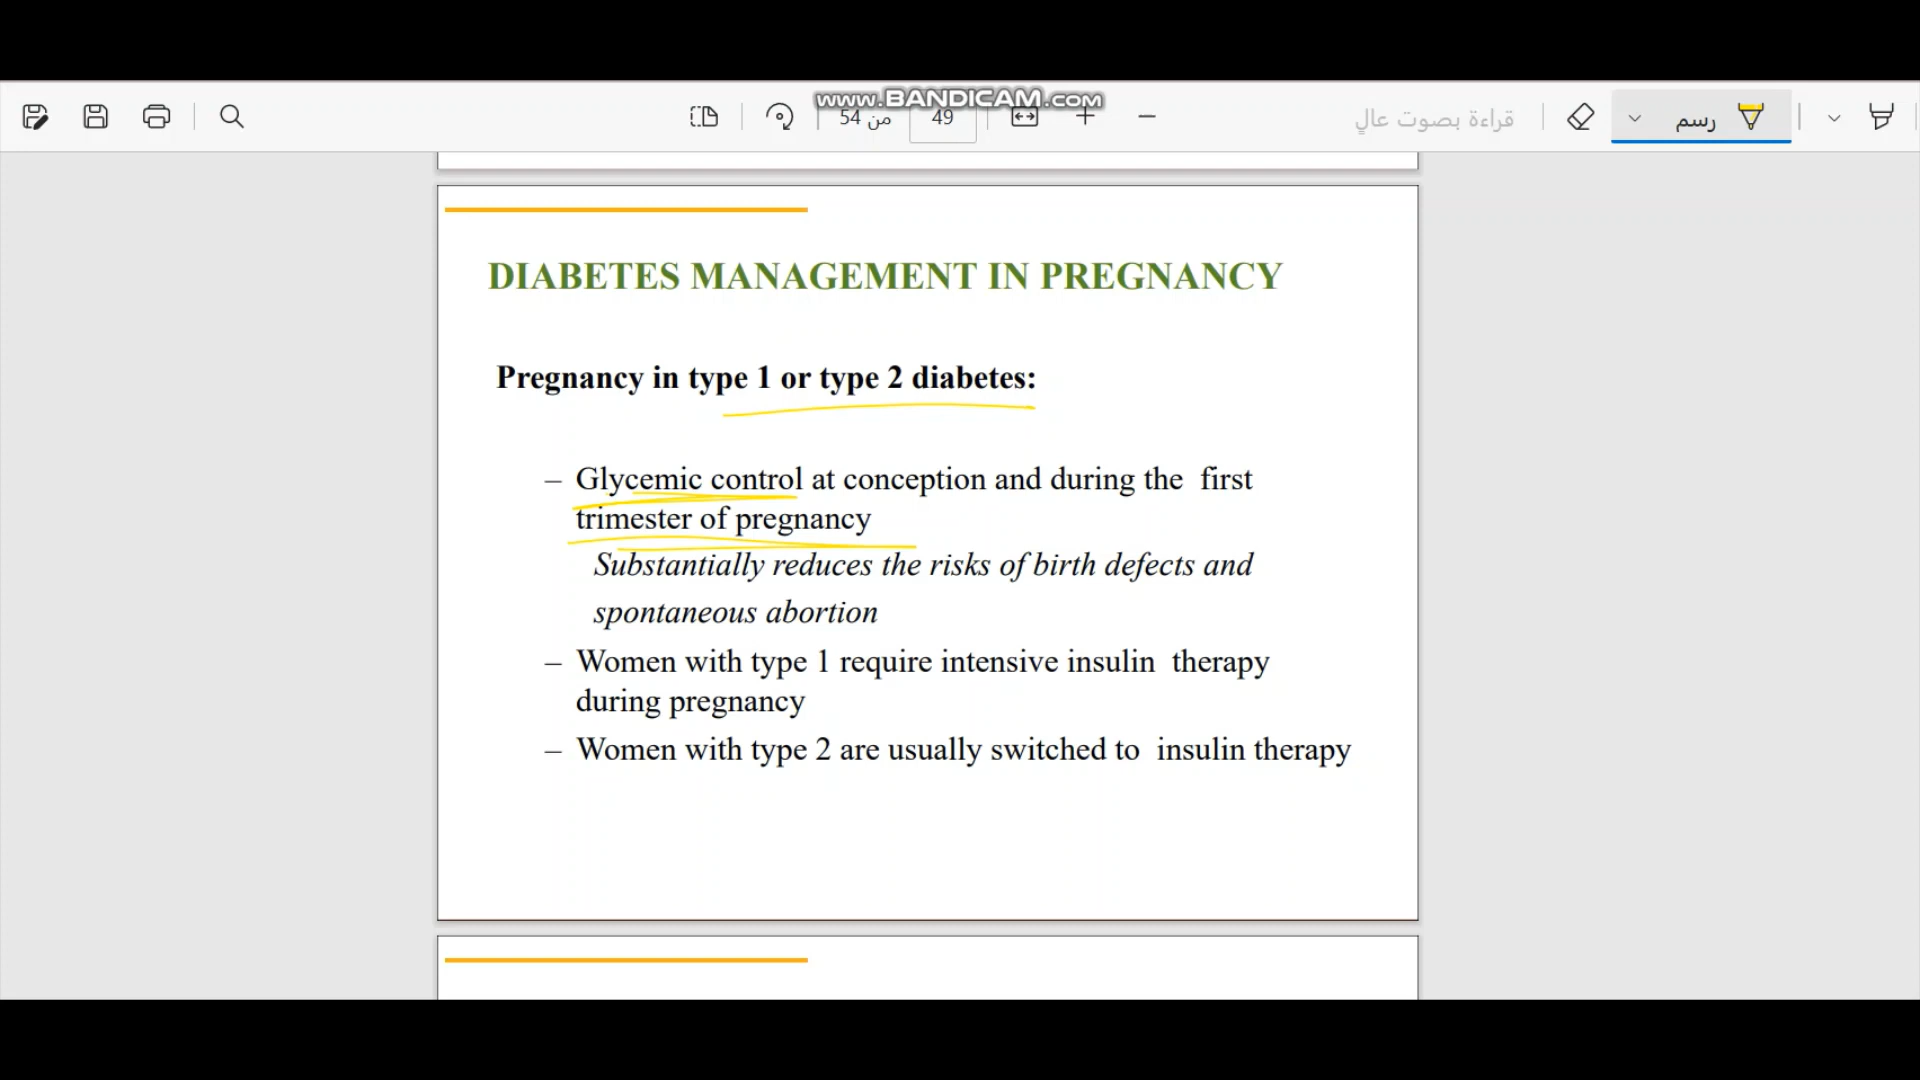 www.BANDICAM.com
49 من 54
قراءة بصوت عالٍ
رسم
DIABETES MANAGEMENT IN PREGNANCY
Pregnancy in type 1 or type 2 diabetes:
– Glycemic control at conception and during the first
trimester of pregnancy
Substantially reduces the risks of birth defects and
spontaneous abortion
– Women with type 1 require intensive insulin therapy
during pregnancy
– Women with type 2 are usually switched to insulin therapy